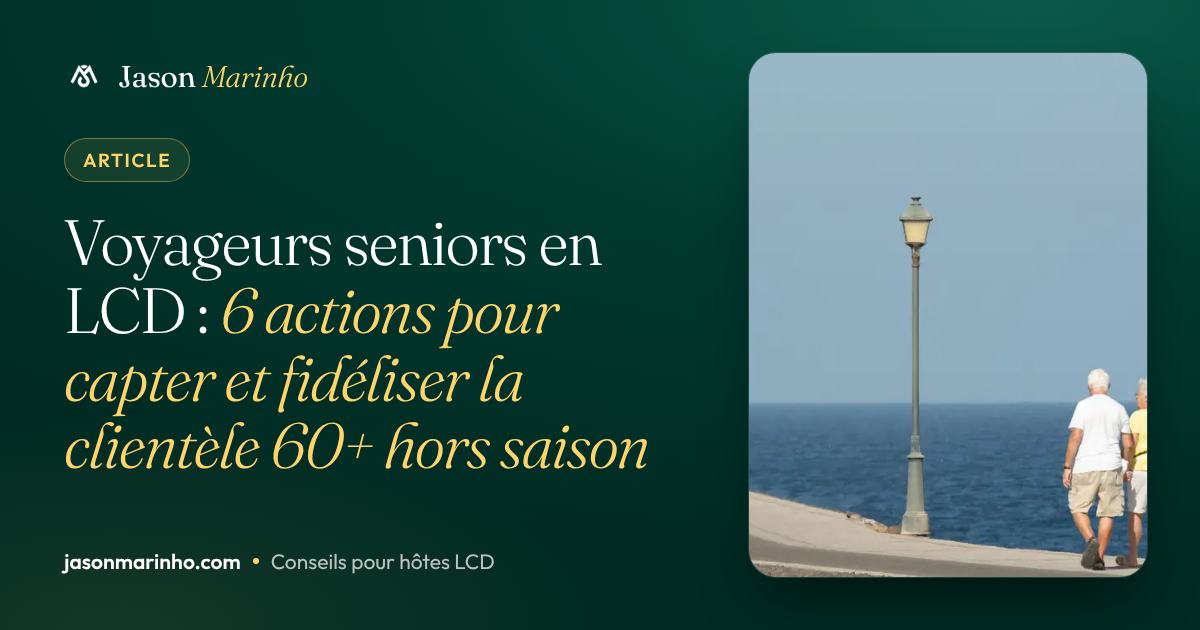 Jason Marinho
ARTICLE
Voyageurs seniors en
LCD : 6 actions pour
capter et fidéliser la
clientèle 60+ hors saison
jasonmarinho.com • Conseils pour hôtes LCD